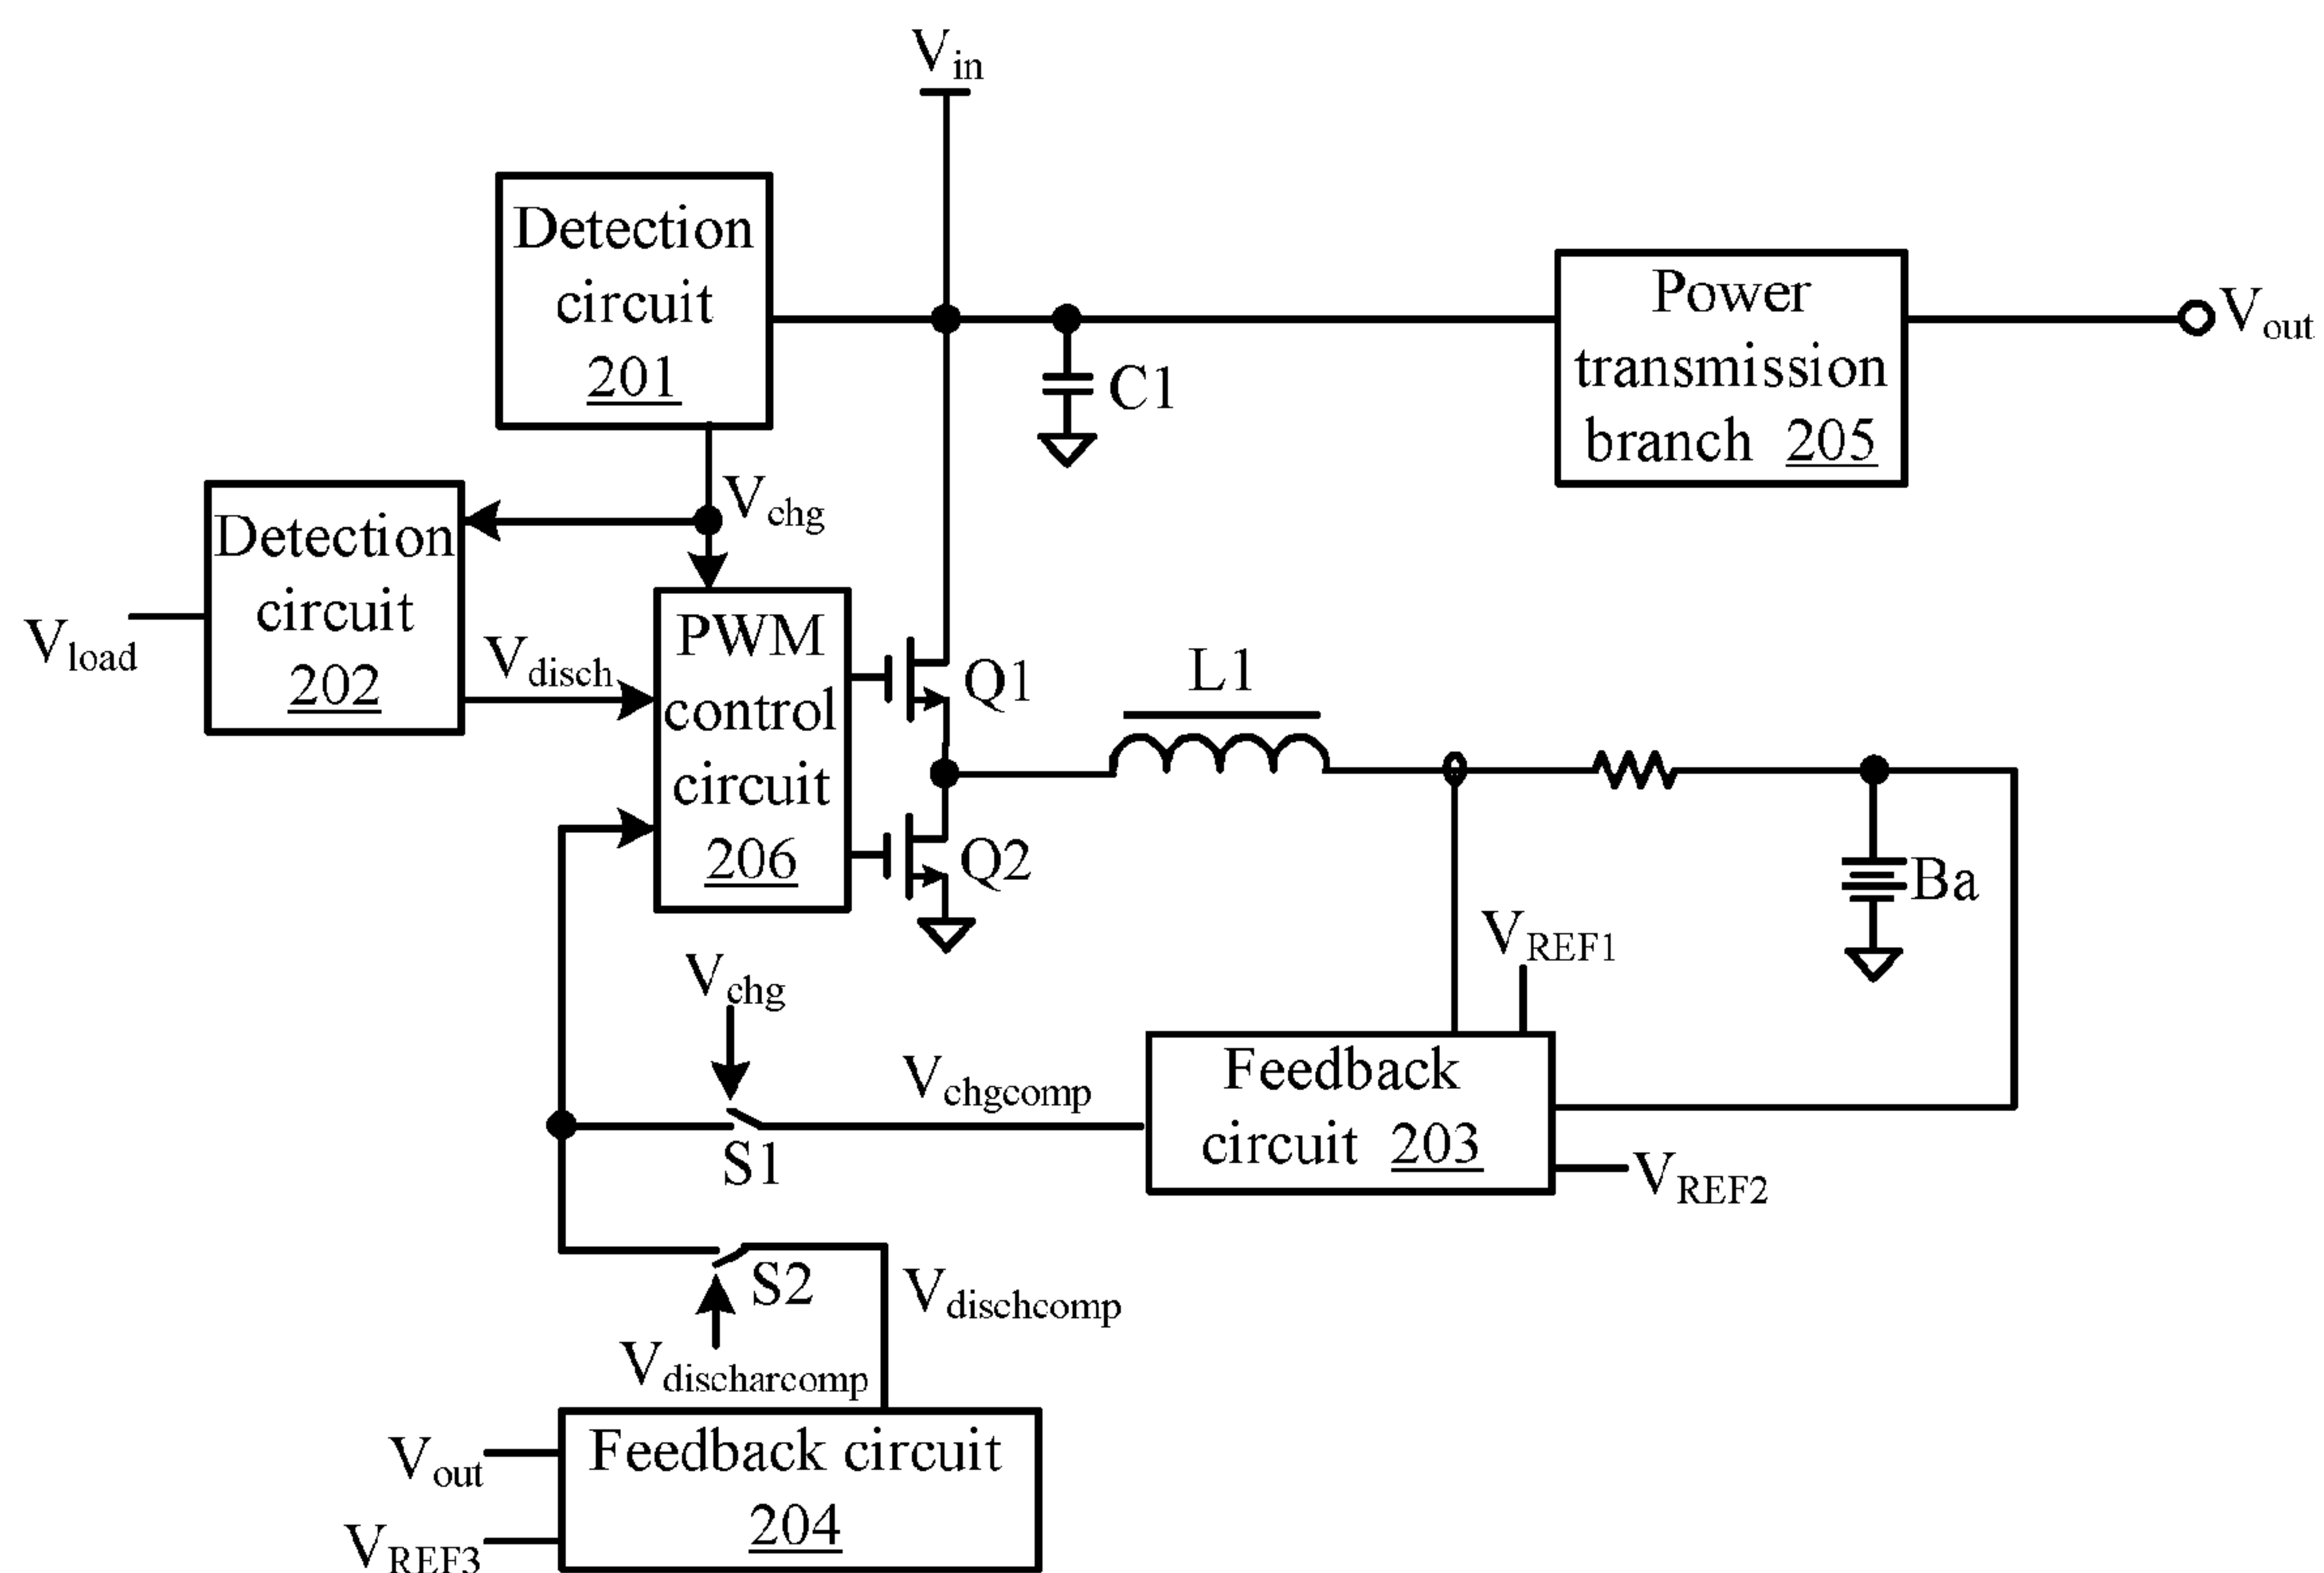 Vin
Detection
circuit
201
Power
transmission
branch 205
Vout
C1
Vchg
Detection
circuit
202
Vload
Vdisch
PWM
control
circuit
206
Q1
L1
Q2
Ba
VREF1
Vchg
Vchgcomp
Feedback
circuit 203
S1
VREF2
S2
Vdischcomp
Vdischarcomp
Vout
Feedback circuit
204
VREF3